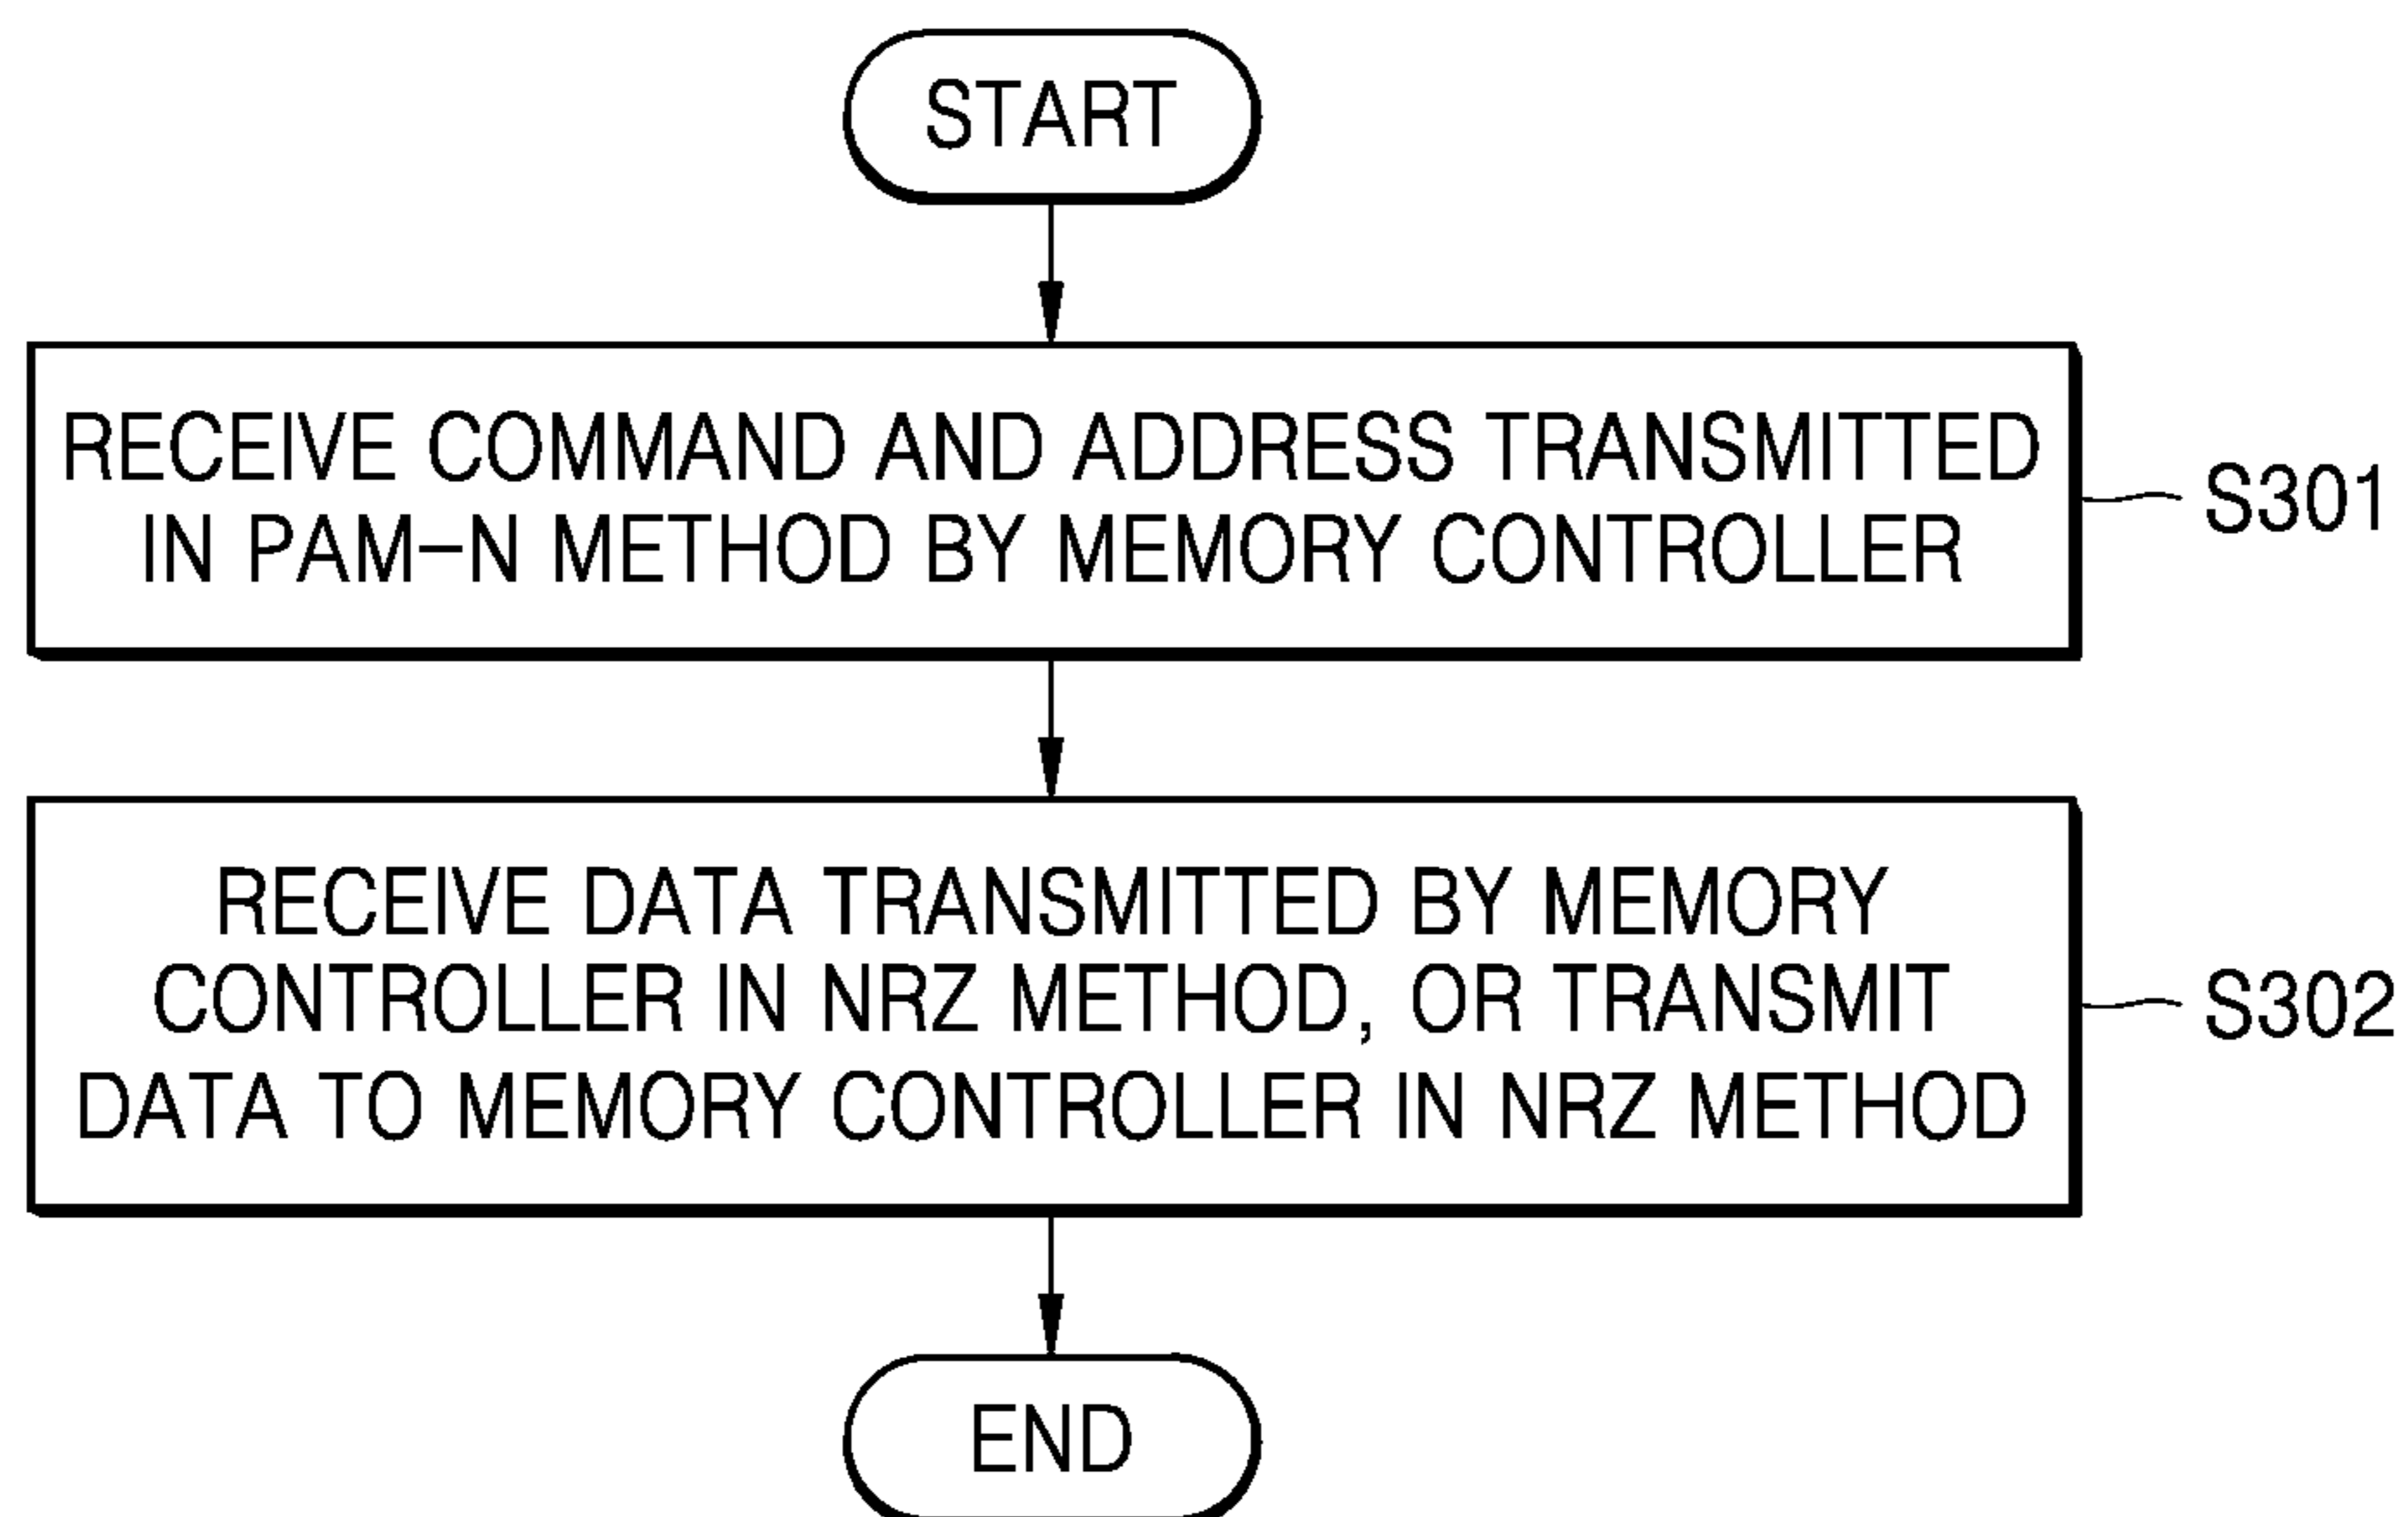 START
RECEIVE COMMAND AND ADDRESS TRANSMITTED
IN PAM-N METHOD BY MEMORY CONTROLLER
S301
RECEIVE DATA TRANSMITTED BY MEMORY
CONTROLLER IN NRZ METHOD, OR TRANSMIT
DATA TO MEMORY CONTROLLER IN NRZ METHOD
S302
END